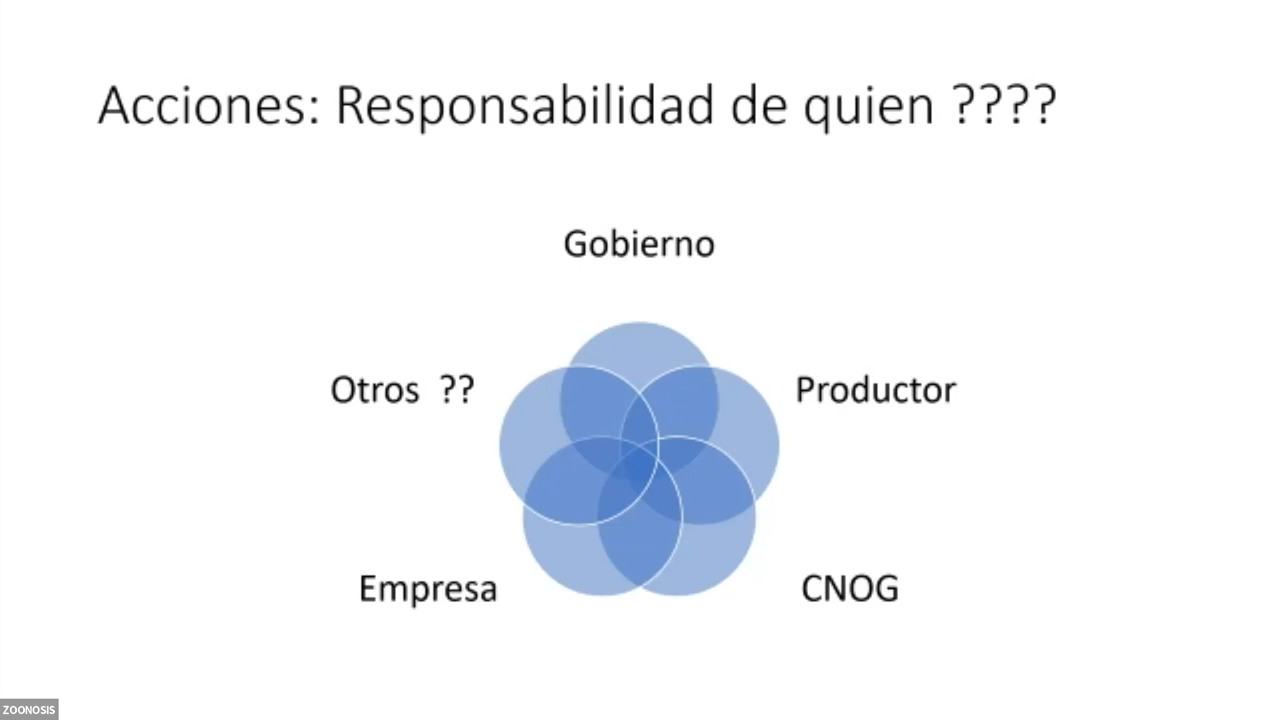 Acciones: Responsabilidad de quien ????
Gobierno
Otros ??
Productor
Empresa
CNOG
ZOONOSIS